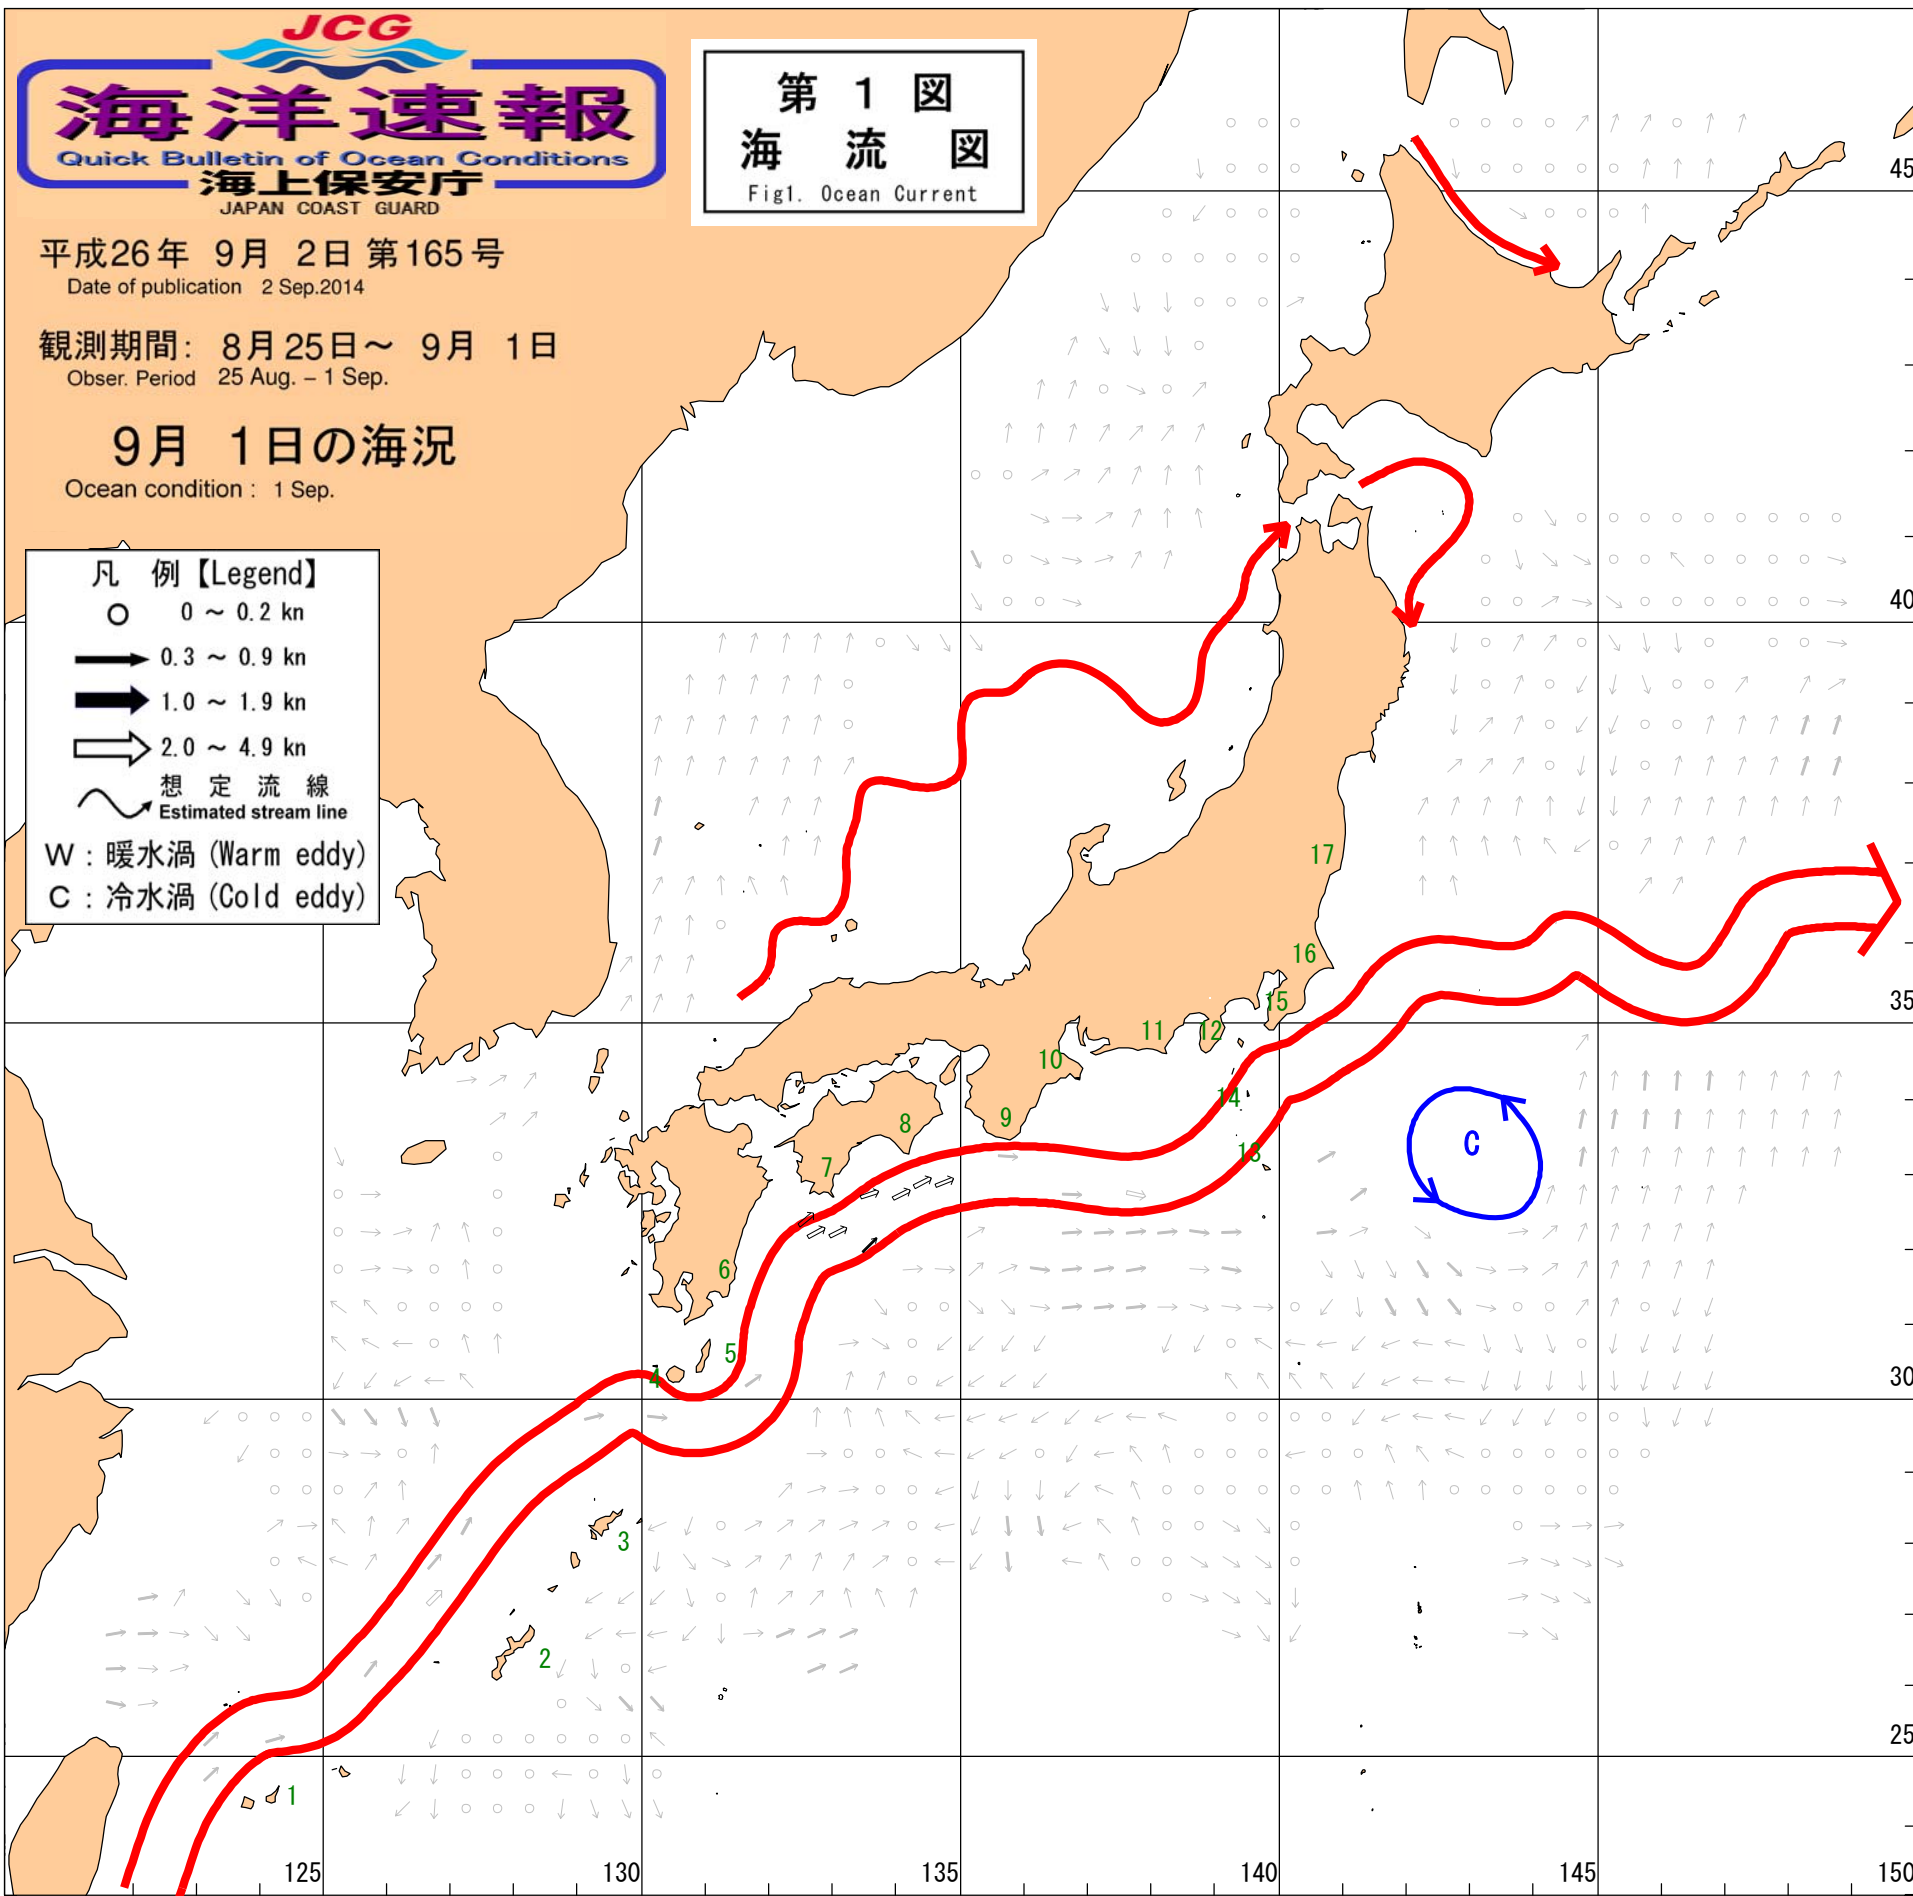 JCG
海洋速報
Quick Bulletin of Ocean Conditions
海上保安庁
JAPAN COAST GUARD
第 1 図
海 流 図
Fig1. Ocean Current
平成26年 9月 2日 第165号
Date of publication 2 Sep.2014
観測期間: 8月25日～ 9月 1日
Obser. Period 25 Aug. – 1 Sep.
9月 1日の海況
Ocean condition : 1 Sep.
凡 例【Legend】
0 ～ 0.2 kn
0.3 ～ 0.9 kn
1.0 ～ 1.9 kn
2.0 ～ 4.9 kn
想 定 流 線
Estimated stream line
W : 暖水渦 (Warm eddy)
C : 冷水渦 (Cold eddy)
45
40
17
16
35
15
12
11
10
14
9
8
C
13
7
6
5
4
30
3
2
25
1
125
130
135
140
145
150